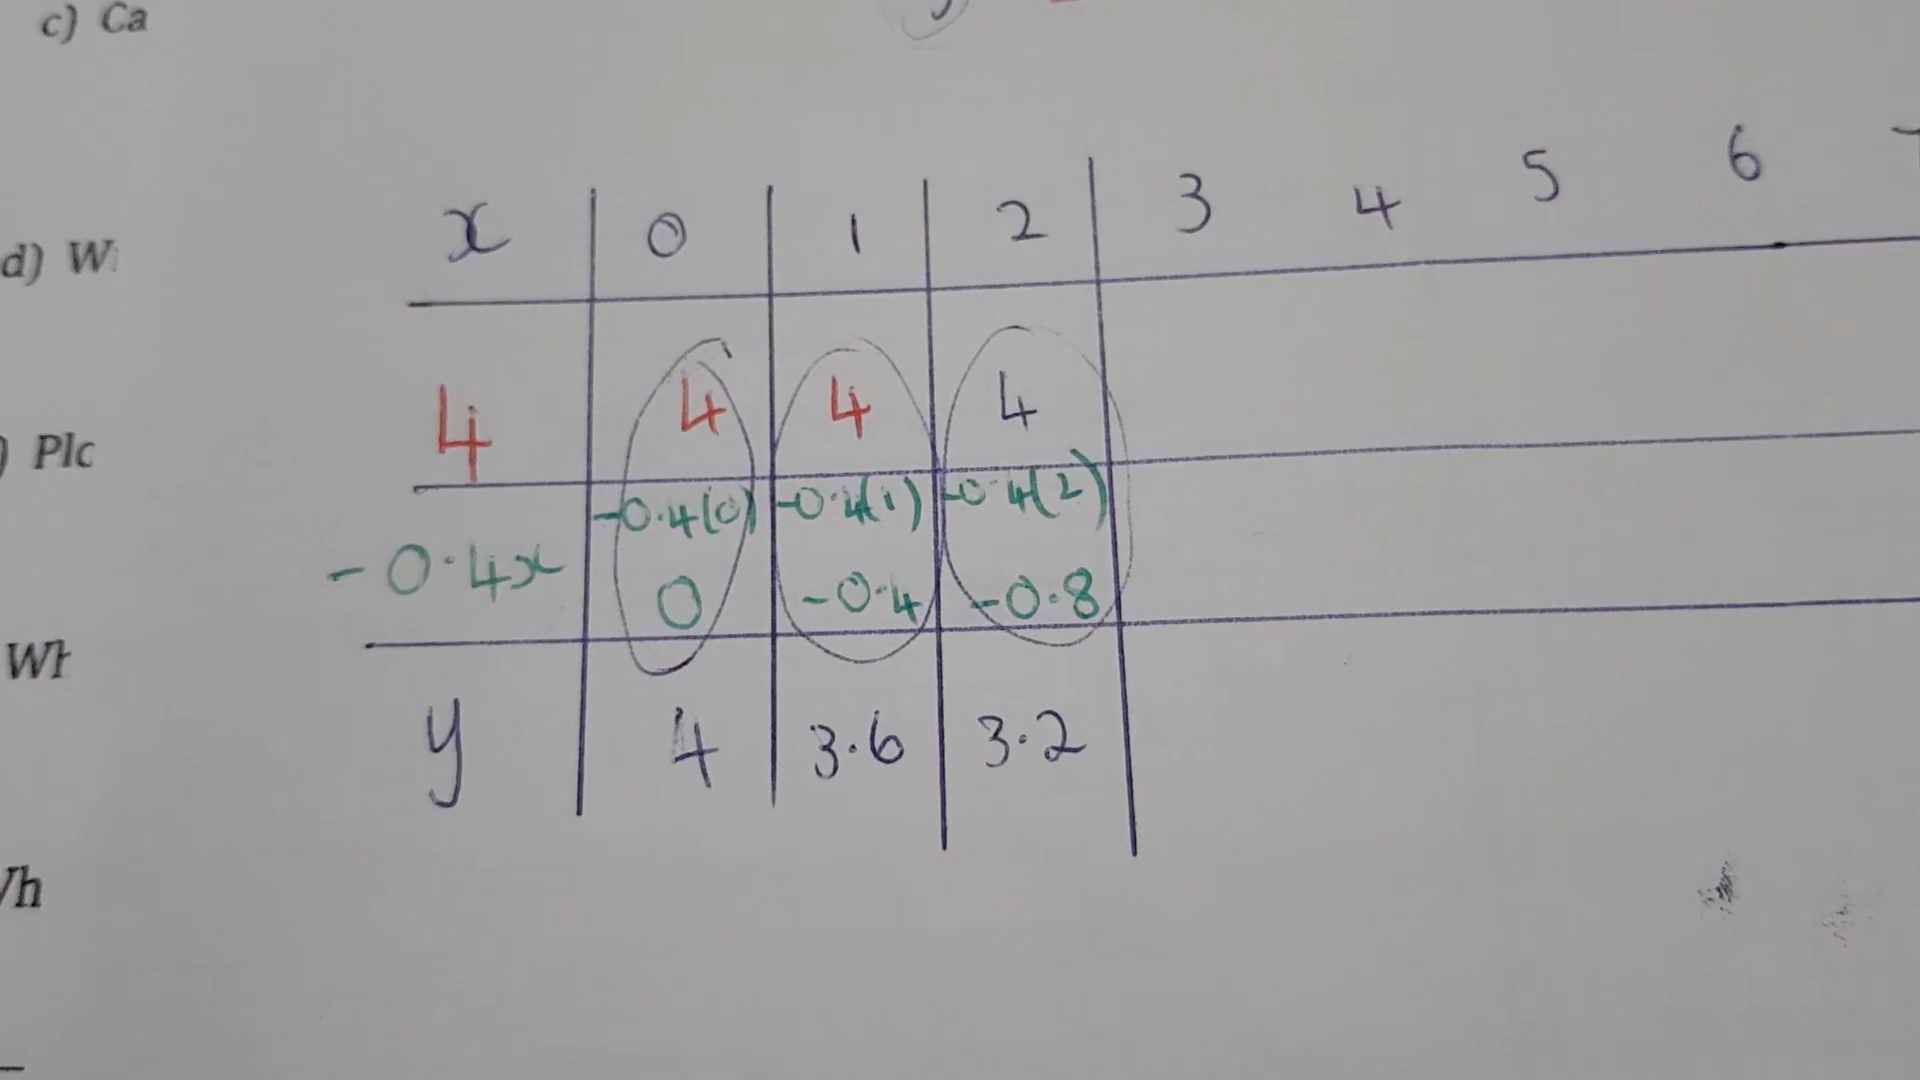 c) Ca
x 0 1 2 3 4 5 6
d) W
4 4 4 4
) Plc
-0.4(0) -0.4(1) -0.4(2)
-0.4x 0 -0.4 -0.8
Wh
y 4 3.6 3.2
Wh